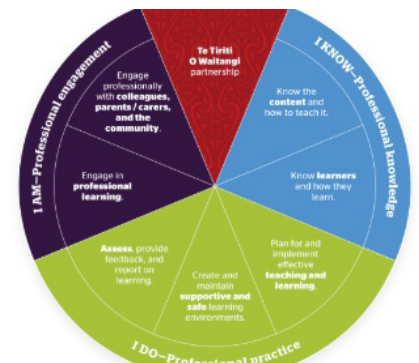 Te Tiriti
O Waitangi
partnership
I KNOW—Professional knowledge
Know the
content and
how to teach it.
Know learners
and how they
learn.
I DO—Professional practice
Plan for and
implement
effective
teaching and
learning.
Create and
maintain
supportive and
safe learning
environments.
Assess, provide
feedback, and
report on
learning.
I AM—Professional engagement
Engage in
professional
learning.
Engage
professionally
with colleagues,
parents / carers,
and the
community.